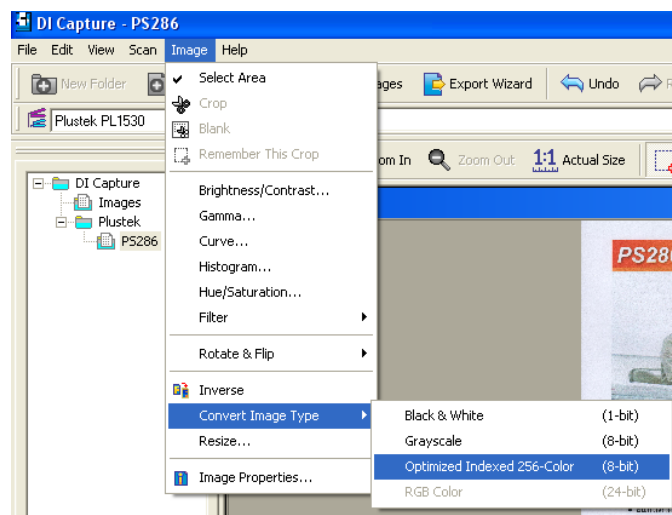 DI Capture - PS286
File Edit View Scan Image Help
New Folder
Export Wizard
Undo
Plustek PL1530
om In
Zoom Out
1:1 Actual Size
DI Capture
Images
Plustek
PS286
Select Area
Crop
Blank
Remember This Crop
Brightness/Contrast...
Gamma...
Curve...
Histogram...
Hue/Saturation...
Filter
Rotate & Flip
Inverse
Convert Image Type
Resize...
Image Properties...
Black & White (1-bit)
Grayscale (8-bit)
Optimized Indexed 256-Color (8-bit)
RGB Color (24-bit)
PS28